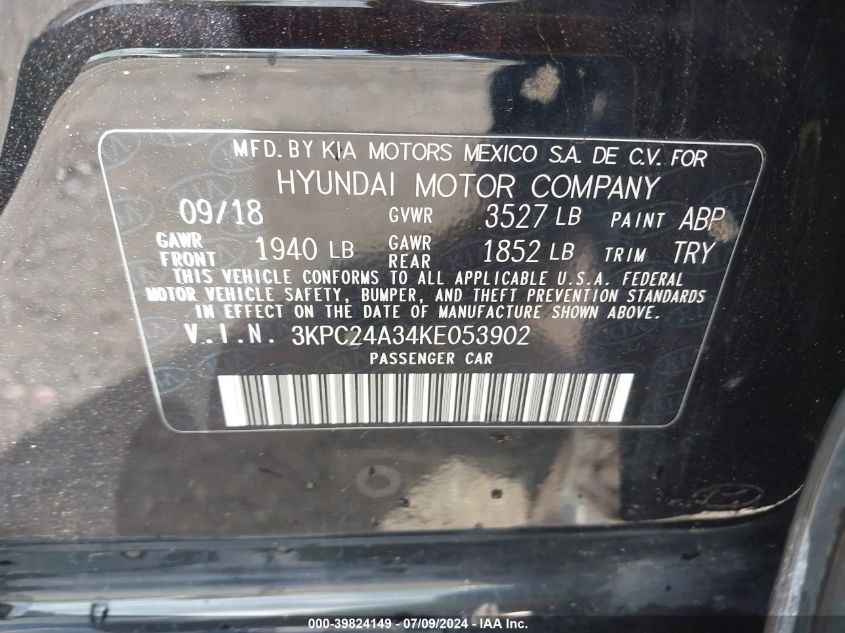 MFD. BY KIA MOTORS MEXICO S.A. DE C.V. FOR
HYUNDAI MOTOR COMPANY
09/18 GVWR 3527 LB PAINT ABP
GAWR FRONT 1940 LB GAWR REAR 1852 LB TRIM TRY
THIS VEHICLE CONFORMS TO ALL APPLICABLE U.S.A. FEDERAL
MOTOR VEHICLE SAFETY, BUMPER, AND THEFT PREVENTION STANDARDS
IN EFFECT ON THE DATE OF MANUFACTURE SHOWN ABOVE.
V.I.N. 3KPC24A34KE053902
PASSENGER CAR
000-39824149 - 07/09/2024 - IAA Inc.